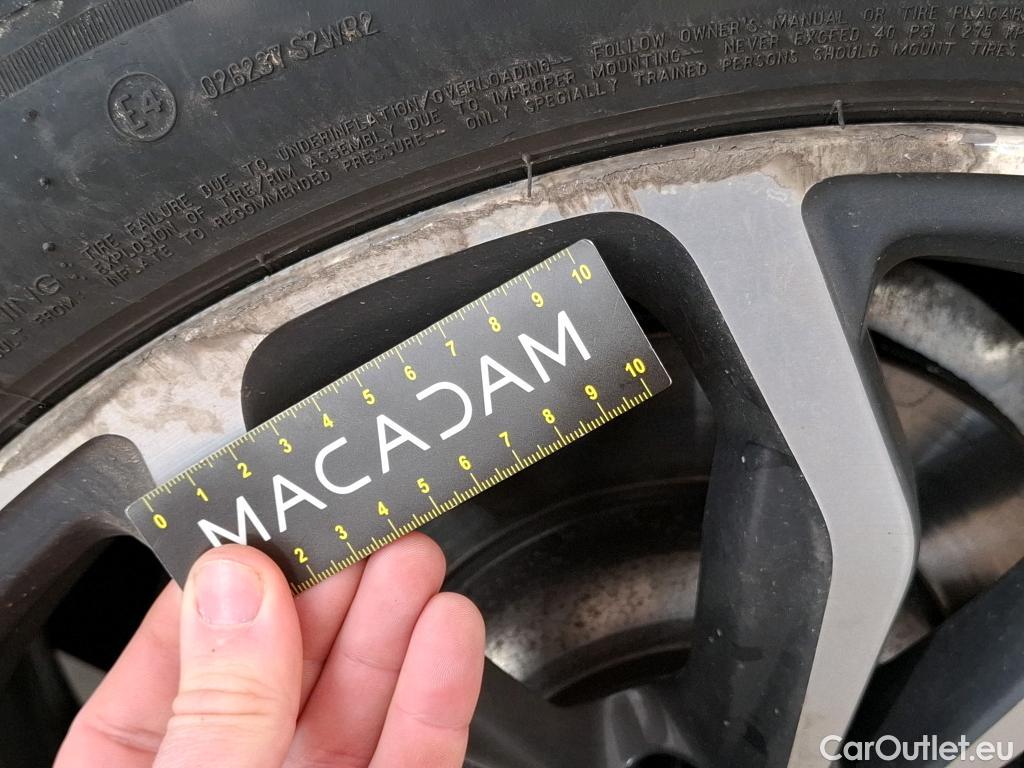 E4
026237 S2WR2
TIRE FAILURE DUE TO UNDERINFLATION/OVERLOADING - FOLLOW OWNER'S MANUAL OR TIRE PLACAR
EXPLOSION OF TIRE/RIM ASSEMBLY DUE TO IMPROPER MOUNTING - NEVER EXCEED 40 PSI (275
INFLATE TO RECOMMENDED PRESSURE - ONLY SPECIALLY TRAINED PERSONS SHOULD MOUNT TIRES
0 1 2 3 4 5 6 7 8 9 10
MACADAM
2 3 4 5 6 7 8 9 10
CarOutlet.eu